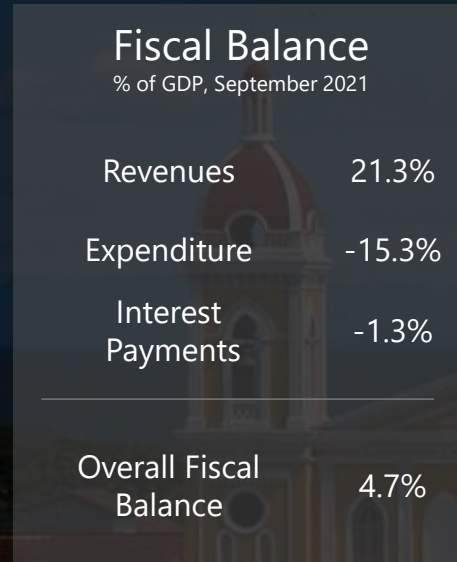 Fiscal Balance
% of GDP, September 2021
Revenues 21.3%
Expenditure -15.3%
Interest
Payments -1.3%
Overall Fiscal
Balance 4.7%